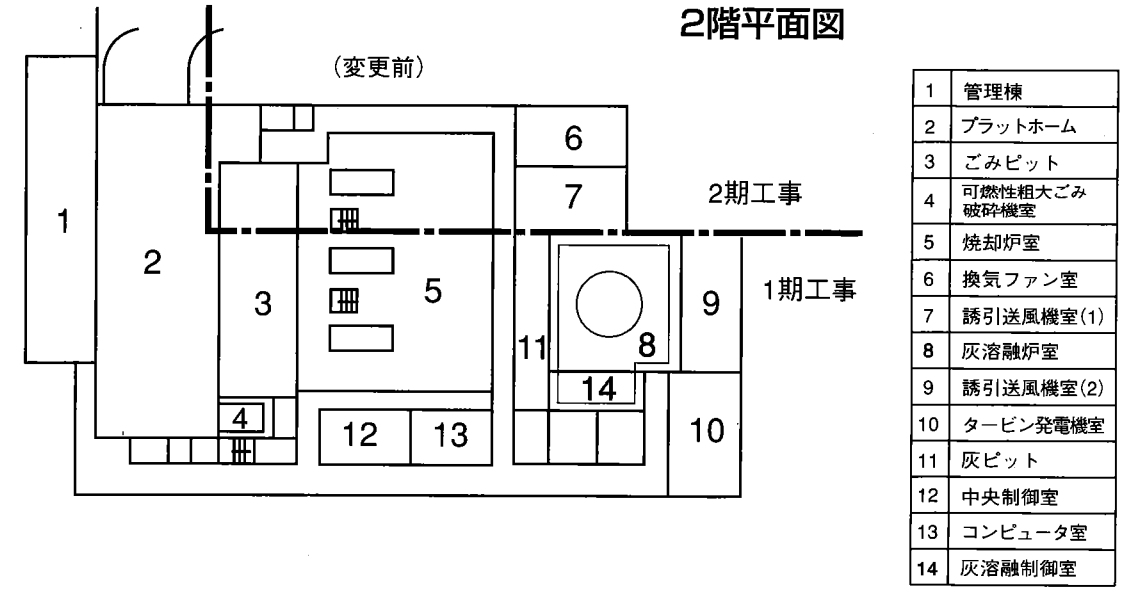 2階平面図
（変更前）
1
2
3
4
5
6
7
8
9
10
11
12
13
14
2期工事
1期工事
1 管理棟
2 プラットホーム
3 ごみピット
4 可燃性粗大ごみ
破砕機室
5 焼却炉室
6 換気ファン室
7 誘引送風機室(1)
8 灰溶融炉室
9 誘引送風機室(2)
10 タービン発電機室
11 灰ピット
12 中央制御室
13 コンピュータ室
14 灰溶融制御室